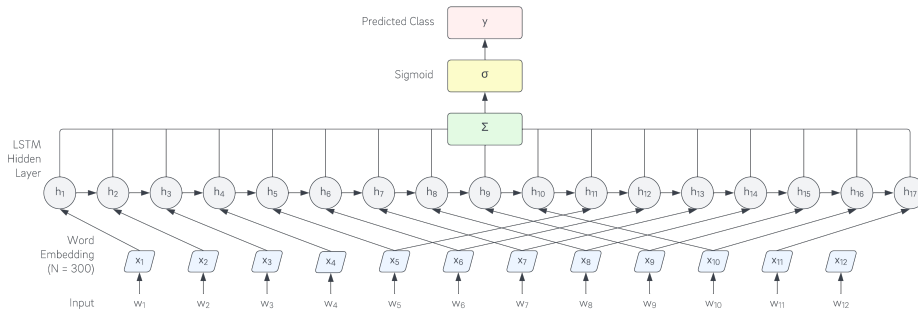 Predicted Class y
Sigmoid σ
Σ
LSTM
Hidden
Layer
h1 h2 h3 h4 h5 h6 h7 h8 h9 h10 h11 h12 h13 h14 h15 h16 h17
Word
Embedding
(N = 300)
x1 x2 x3 x4 x5 x6 x7 x8 x9 x10 x11 x12
Input w1 w2 w3 w4 w5 w6 w7 w8 w9 w10 w11 w12